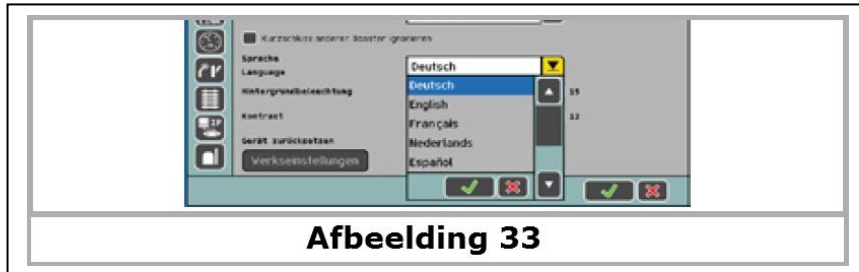 Kurzschluss anderer Booster ignorieren
Sprache
Language
Deutsch
Deutsch
English
Français
Nederlands
Español
Hintergrundbeleuchtung
15
Kontrast
12
Gerät zurücksetzen
Werkseinstellungen
Afbeelding 33